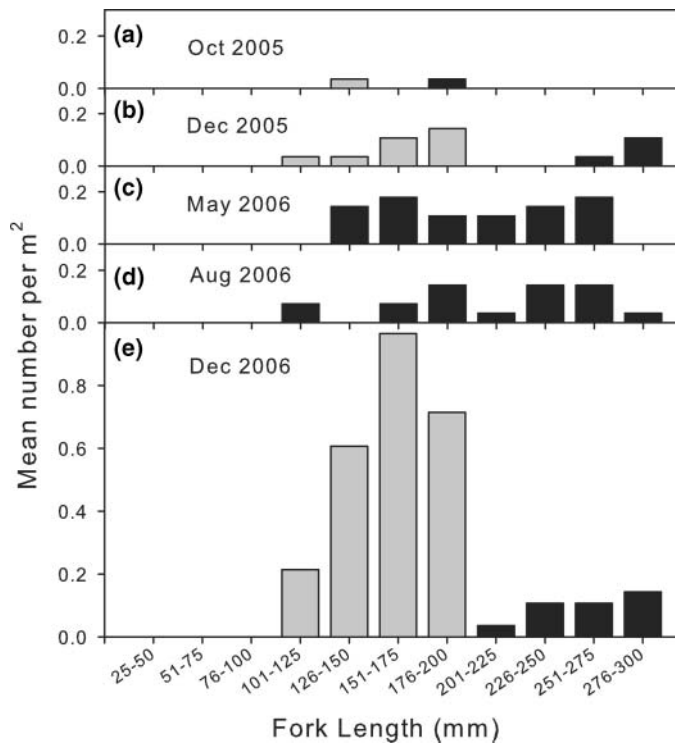 0.2
(a)
Oct 2005
0.0
0.2
(b)
Dec 2005
0.0
0.2
(c)
May 2006
0.0
0.2
(d)
Aug 2006
0.0
(e)
Dec 2006
0.8
0.6
0.4
0.2
0.0
Mean number per m²
25-50
51-75
76-100
101-125
126-150
151-175
176-200
201-225
226-250
251-275
276-300
Fork Length (mm)